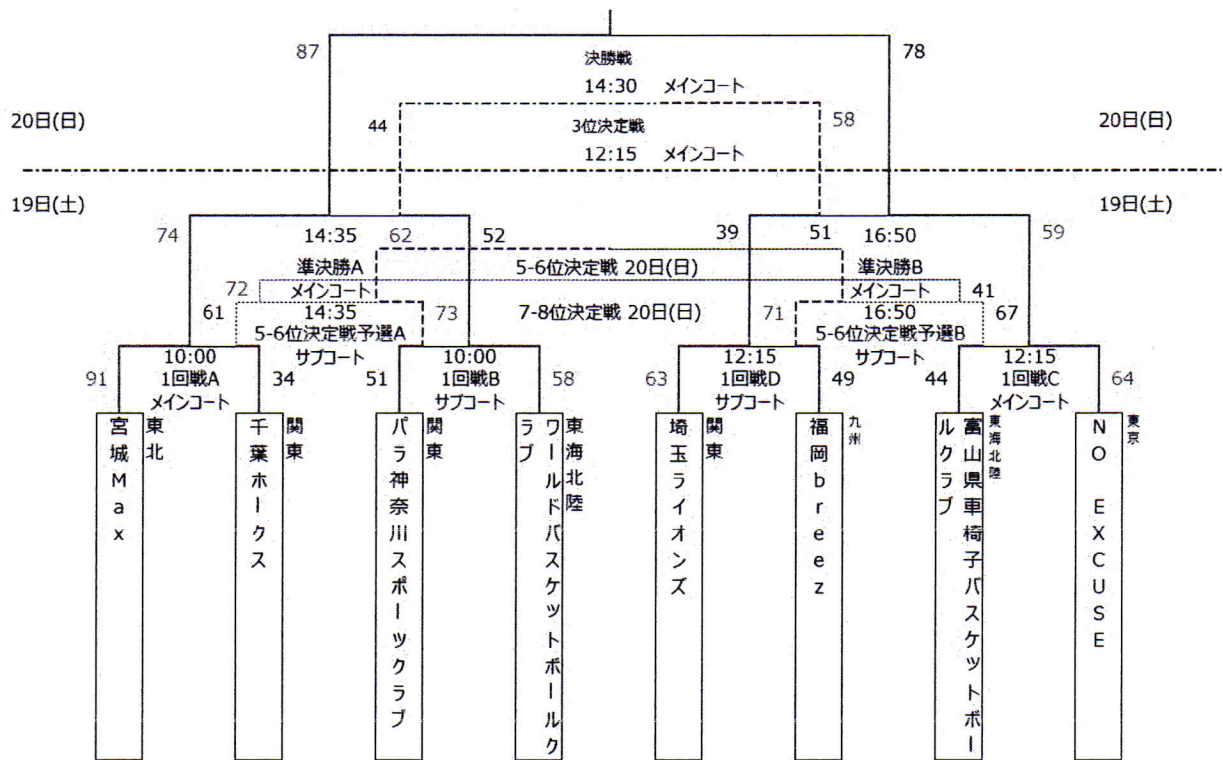 87
決勝戦
78
14:30 メインコート
20日(日)
44
3位決定戦
58
20日(日)
12:15 メインコート
19日(土)
19日(土)
74
14:35
62
52
39
51
16:50
59
準決勝A
5-6位決定戦 20日(日)
準決勝B
72
メインコート
メインコート
41
61
14:35
73
7-8位決定戦 20日(日)
71
16:50
67
5-6位決定戦予選A
5-6位決定戦予選B
サブコート
サブコート
10:00
10:00
12:15
12:15
91
1回戦A
34
51
1回戦B
58
63
1回戦D
49
44
1回戦C
64
メインコート
サブコート
サブコート
メインコート
宮城Max
東北
千葉ホークス
関東
パラ神奈川スポーツクラブ
関東
ワールドバスケットボールク
ラブ
東海北陸
埼玉ライオンズ
関東
福岡breez
九州
富山県車椅子バスケットボー
ルクラブ
東海北陸
NO EXCUSE
東京